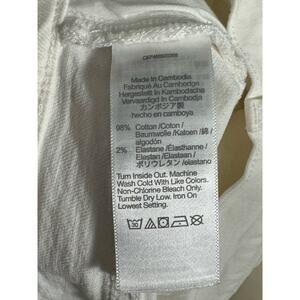 Made in Cambodia
Fabriqué Au Cambodge
Hergestellt in Kambodscha
Vervaardigd in Cambodja
カンボジア製
hecho en camboya
98% Cotton /Coton /
Baumwolle /Katoen / 綿 /
algodón
2% Elastane /Élasthanne /
Elastan /Elastaan /
ポリウレタン /elastano
Turn Inside Out. Machine
Wash Cold With Like Colors.
Non-Chlorine Bleach Only.
Tumble Dry Low. Iron On
Lowest Setting.
30